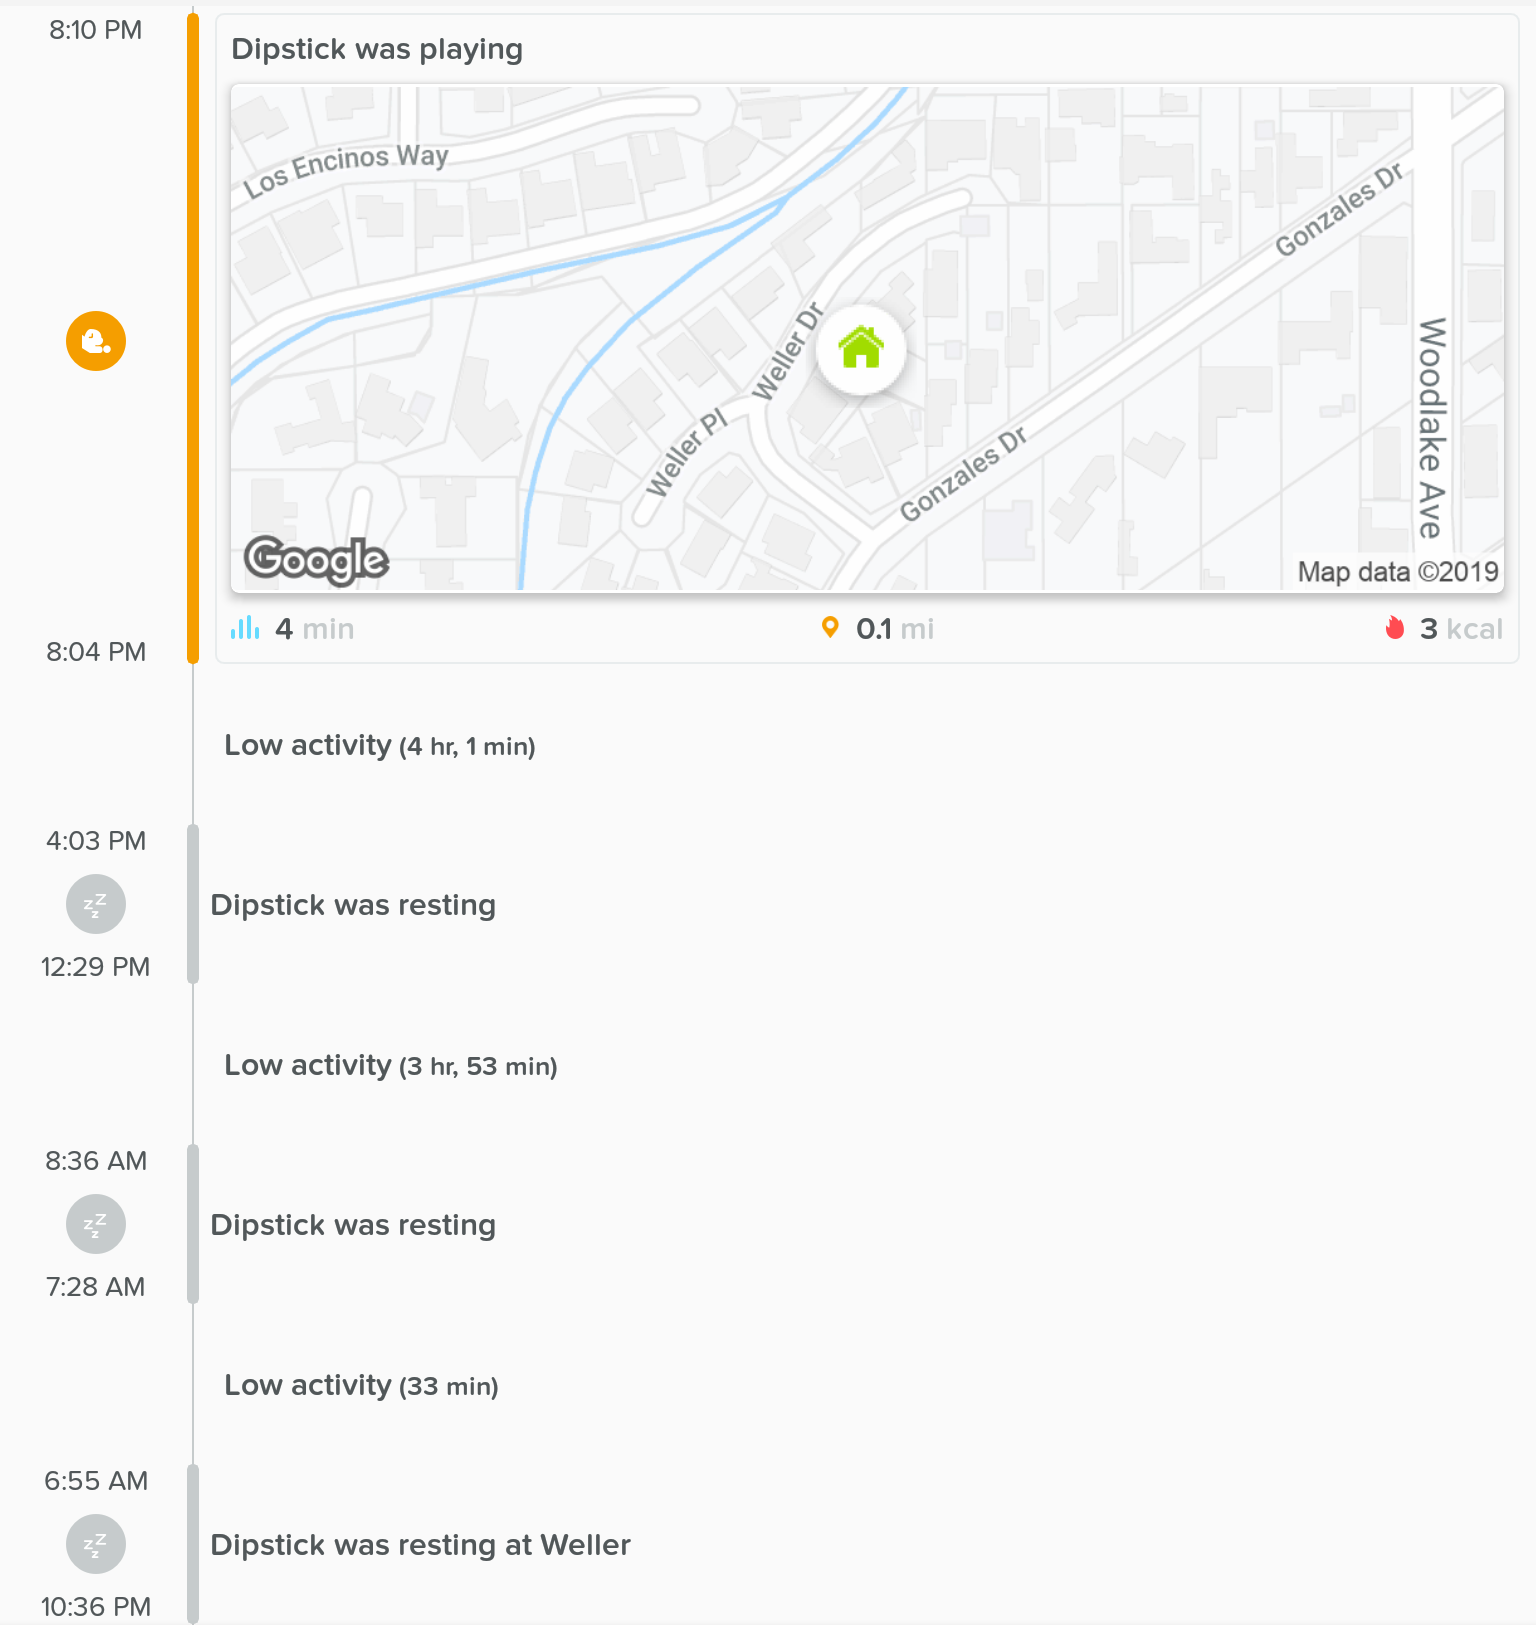 8:10 PM
Dipstick was playing
Los Encinos Way
Gonzales Dr
Weller Dr
Woodlake Ave
Weller Pl
Gonzales Dr
Google
Map data ©2019
4 min
0.1 mi
3 kcal
8:04 PM
Low activity (4 hr, 1 min)
4:03 PM
zzz
Dipstick was resting
12:29 PM
Low activity (3 hr, 53 min)
8:36 AM
zzz
Dipstick was resting
7:28 AM
Low activity (33 min)
6:55 AM
zzz
Dipstick was resting at Weller
10:36 PM